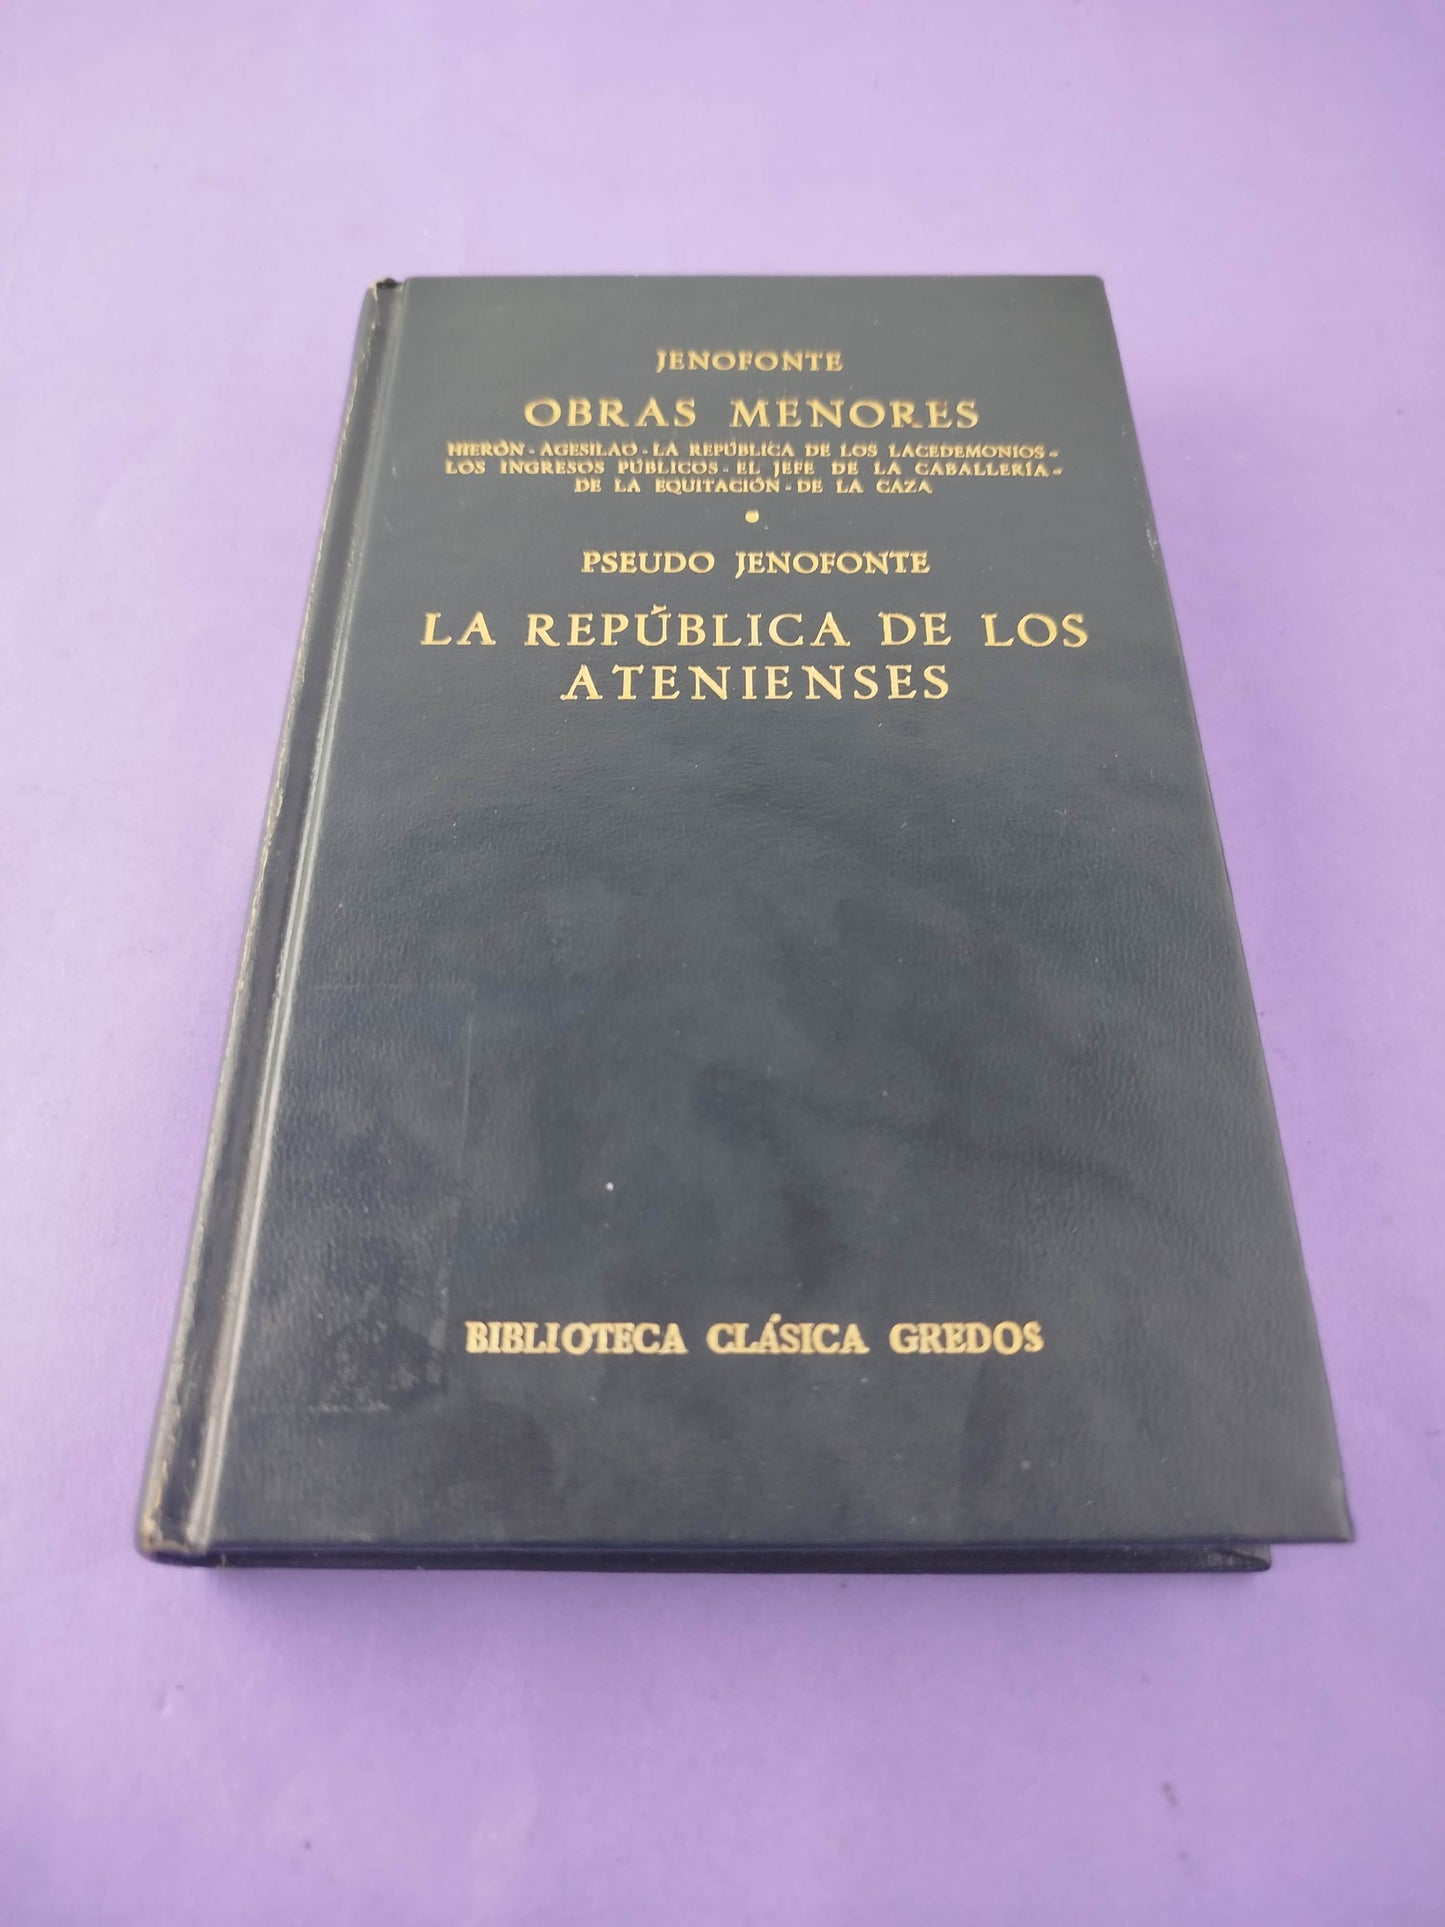 JENOFONTE
OBRAS MENORES
HIERÓN - AGESILAO - LA REPÚBLICA DE LOS LACEDEMONIOS -
LOS INGRESOS PÚBLICOS - EL JEFE DE LA CABALLERÍA -
DE LA EQUITACIÓN - DE LA CAZA
•
PSEUDO JENOFONTE
LA REPÚBLICA DE LOS
ATENIENSES
BIBLIOTECA CLÁSICA GREDOS